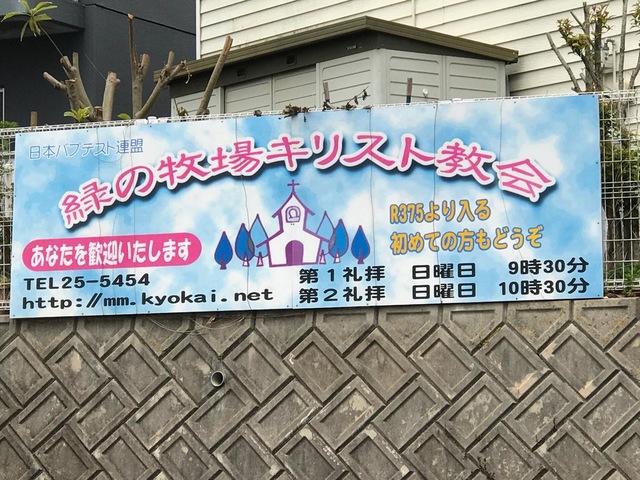 日本バプテスト連盟
緑の牧場キリスト教会
R375より入る
初めての方もどうぞ
あなたを歓迎いたします
TEL25-5454
http://mm.kyokai.net
第1礼拝 日曜日 9時30分
第2礼拝 日曜日 10時30分